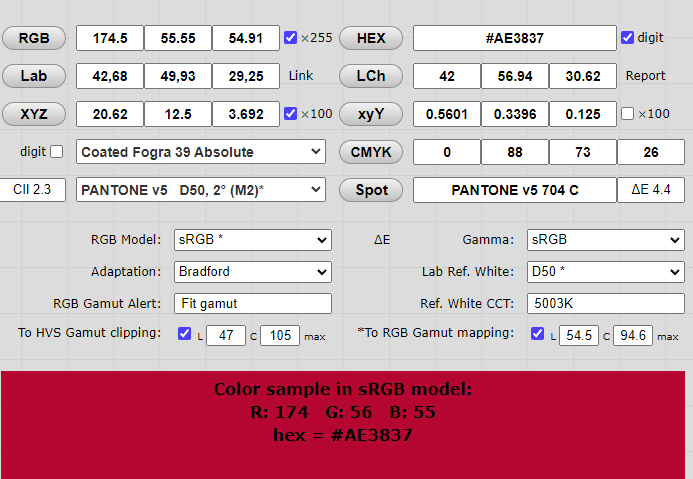 RGB 174.5 55.55 54.91 ×255 HEX #AE3837 digit
Lab 42,68 49,93 29,25 Link LCh 42 56.94 30.62 Report
XYZ 20.62 12.5 3.692 ×100 xyY 0.5601 0.3396 0.125 ×100
digit Coated Fogra 39 Absolute CMYK 0 88 73 26
CII 2.3 PANTONE v5 D50, 2° (M2)* Spot PANTONE v5 704 C ΔE 4.4
RGB Model: sRGB * ΔE Gamma: sRGB
Adaptation: Bradford Lab Ref. White: D50 *
RGB Gamut Alert: Fit gamut Ref. White CCT: 5003K
To HVS Gamut clipping: L 47 C 105 max *To RGB Gamut mapping: L 54.5 C 94.6 max
Color sample in sRGB model:
R: 174 G: 56 B: 55
hex = #AE3837